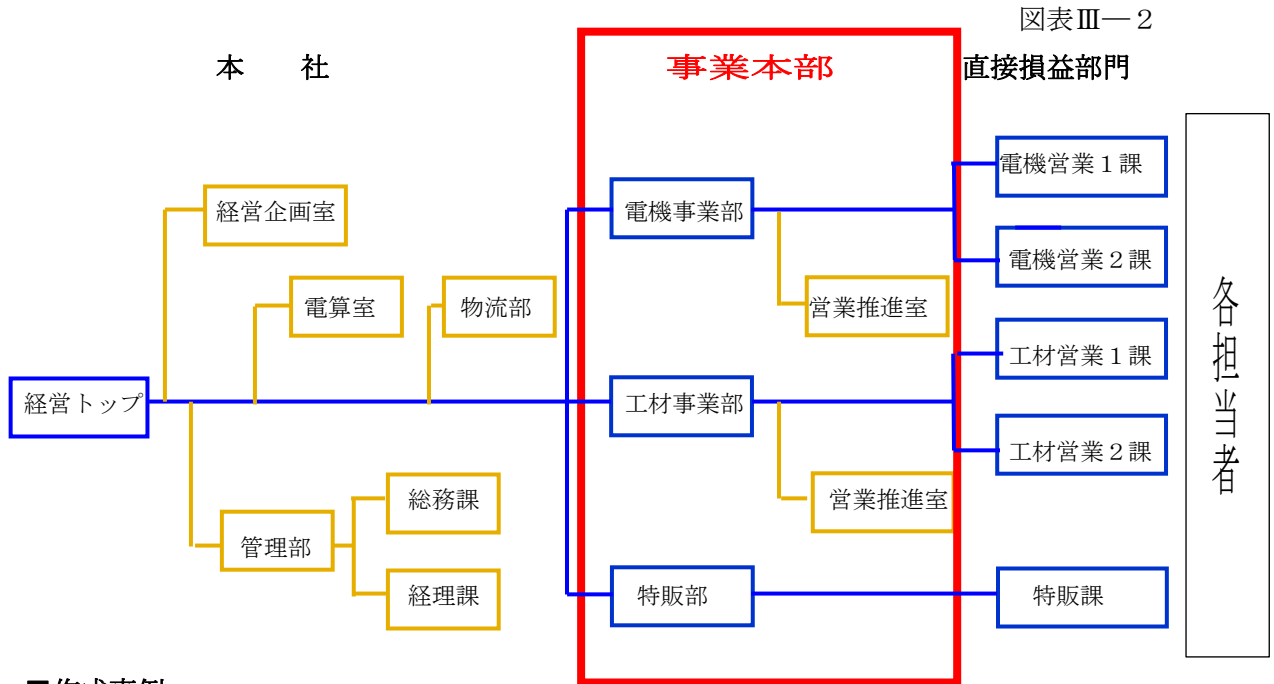 図表Ⅲ―2
本　社
事業本部
直接損益部門
電機営業1課
経営企画室
電機事業部
電機営業2課
電算室
物流部
営業推進室
工材営業1課
各担当者
経営トップ
工材事業部
工材営業2課
総務課
営業推進室
管理部
経理課
特販部
特販課